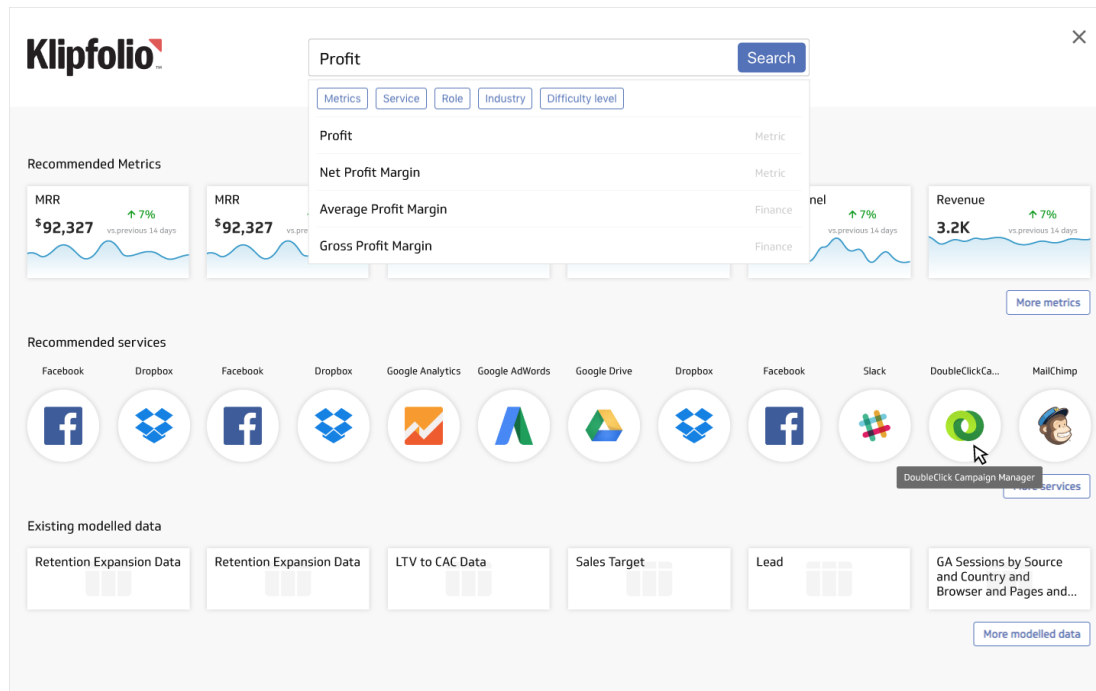 Klipfolio™
Profit
Search
Metrics
Service
Role
Industry
Difficulty level
Profit
Metric
Net Profit Margin
Metric
Average Profit Margin
Finance
Gross Profit Margin
Finance
Recommended Metrics
MRR
$92,327
7%
vs.previous 14 days
MRR
$92,327
vs.pre
nel
7%
vs.previous 14 days
Revenue
3.2K
7%
vs.previous 14 days
More metrics
Recommended services
Facebook
Dropbox
Facebook
Dropbox
Google Analytics
Google AdWords
Google Drive
Dropbox
Facebook
Slack
DoubleClickCa...
MailChimp
DoubleClick Campaign Manager
services
Existing modelled data
Retention Expansion Data
Retention Expansion Data
LTV to CAC Data
Sales Target
Lead
GA Sessions by Source
and Country and
Browser and Pages and...
More modelled data